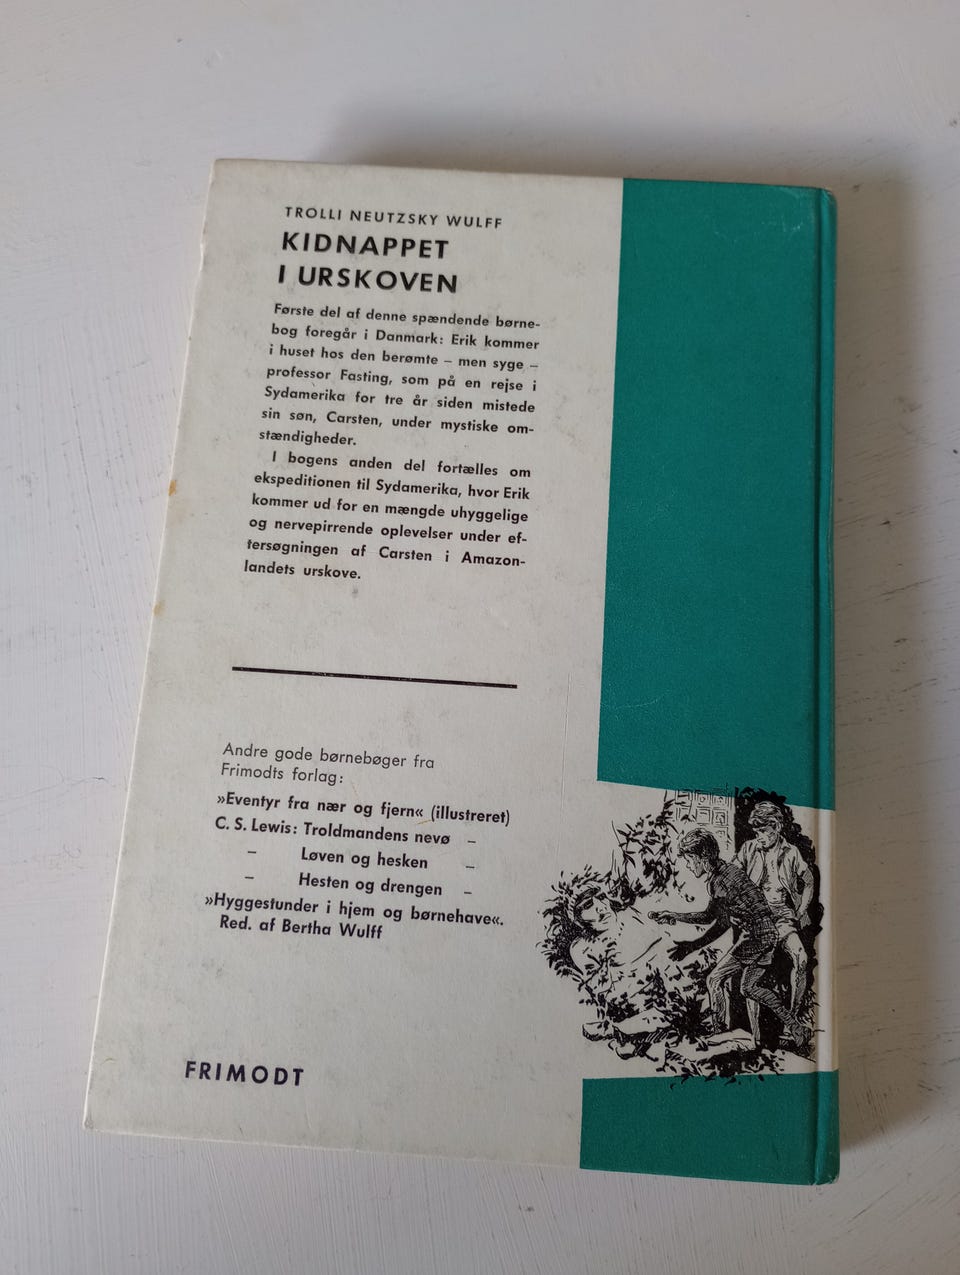 TROLLI NEUTZSKY WULFF
KIDNAPPET
I URSKOVEN
Første del af denne spændende børne-
bog foregår i Danmark: Erik kommer
i huset hos den berømte – men syge –
professor Fasting, som på en rejse i
Sydamerika for tre år siden mistede
sin søn, Carsten, under mystiske om-
stændigheder.
I bogens anden del fortælles om
ekspeditionen til Sydamerika, hvor Erik
kommer ud for en mængde uhyggelige
og nervepirrende oplevelser under ef-
tersøgningen af Carsten i Amazon-
landets urskove.
Andre gode børnebøger fra
Frimodts forlag:
»Eventyr fra nær og fjern« (illustreret)
C. S. Lewis: Troldmandens nevø –
– Løven og hesken –
– Hesten og drengen –
»Hyggestunder i hjem og børnehave«.
Red. af Bertha Wulff
FRIMODT